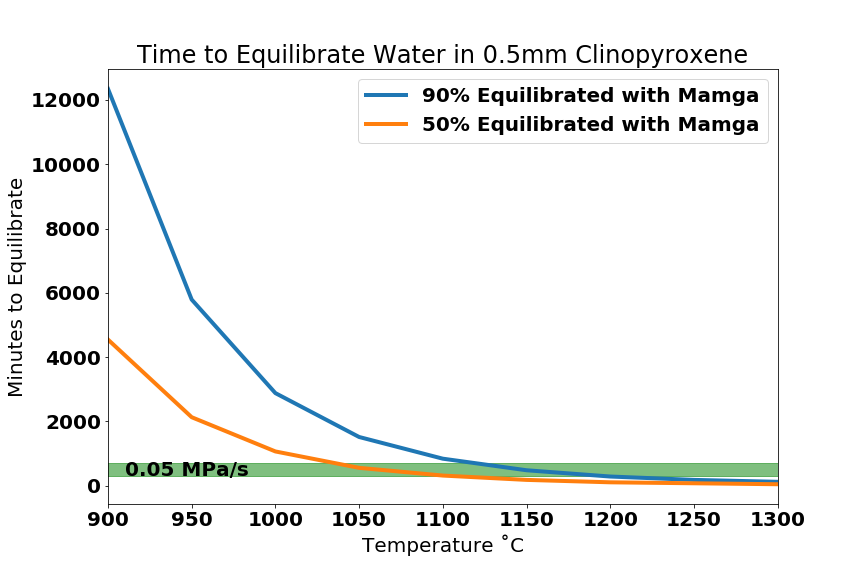 Time to Equilibrate Water in 0.5mm Clinopyroxene
90% Equilibrated with Mamga
50% Equilibrated with Mamga
Minutes to Equilibrate
12000
10000
8000
6000
4000
2000
0
0.05 MPa/s
900 950 1000 1050 1100 1150 1200 1250 1300
Temperature ˚C